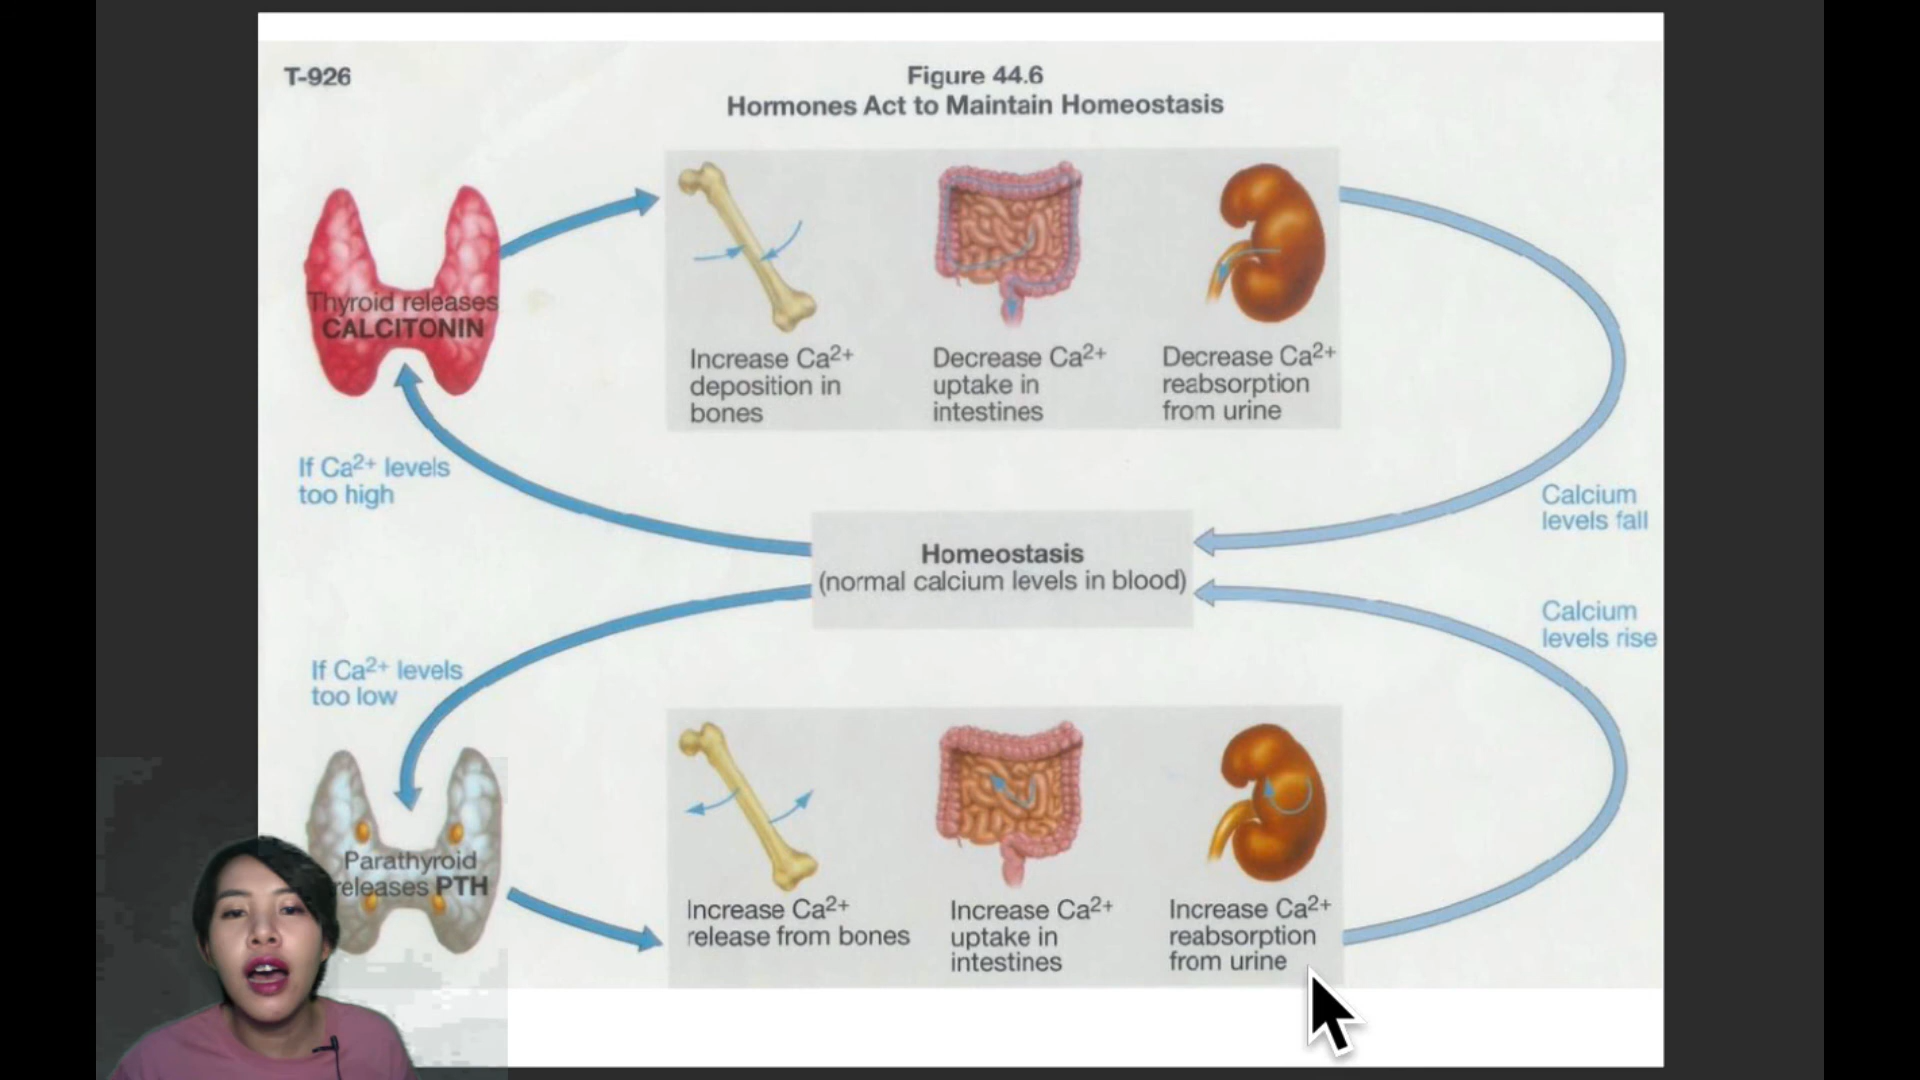 T-926
Figure 44.6
Hormones Act to Maintain Homeostasis
Thyroid releases
CALCITONIN
Increase Ca2+
deposition in
bones
Decrease Ca2+
uptake in
intestines
Decrease Ca2+
reabsorption
from urine
If Ca2+ levels
too high
Calcium
levels fall
Homeostasis
(normal calcium levels in blood)
Calcium
levels rise
If Ca2+ levels
too low
Parathyroid
releases PTH
Increase Ca2+
release from bones
Increase Ca2+
uptake in
intestines
Increase Ca2+
reabsorption
from urine